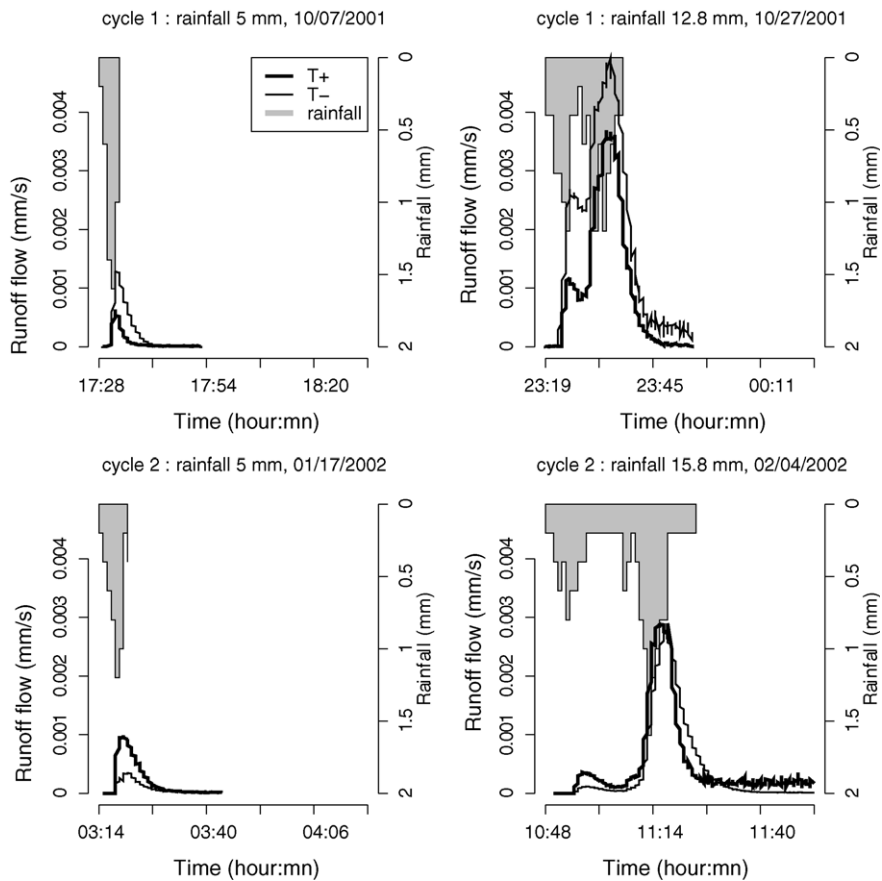 cycle 1 : rainfall 5 mm, 10/07/2001
T+
T−
rainfall
Runoff flow (mm/s)
0 0.001 0.002 0.003 0.004
Rainfall (mm)
0 0.5 1 1.5 2
17:28 17:54 18:20
Time (hour:mn)
cycle 1 : rainfall 12.8 mm, 10/27/2001
Runoff flow (mm/s)
0 0.001 0.002 0.003 0.004
Rainfall (mm)
0 0.5 1 1.5 2
23:19 23:45 00:11
Time (hour:mn)
cycle 2 : rainfall 5 mm, 01/17/2002
Runoff flow (mm/s)
0 0.001 0.002 0.003 0.004
Rainfall (mm)
0 0.5 1 1.5 2
03:14 03:40 04:06
Time (hour:mn)
cycle 2 : rainfall 15.8 mm, 02/04/2002
Runoff flow (mm/s)
0 0.001 0.002 0.003 0.004
Rainfall (mm)
0 0.5 1 1.5 2
10:48 11:14 11:40
Time (hour:mn)